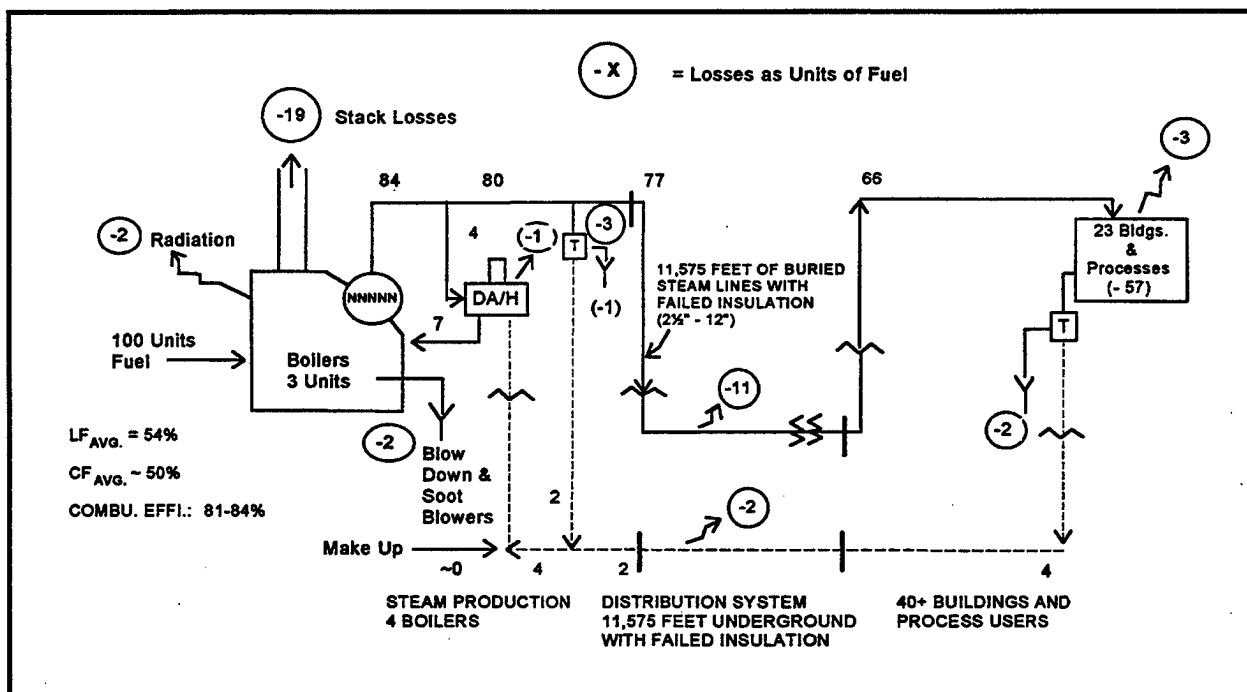 - X
= Losses as Units of Fuel
-19
Stack Losses
-3
84
80
77
66
-2
Radiation
4
-1
-3
T
23 Bldgs.
&
Processes
(- 57)
NNNNN
DA/H
(-1)
11,575 FEET OF BURIED
STEAM LINES WITH
FAILED INSULATION
(2½" - 12")
T
7
100 Units
Fuel
Boilers
3 Units
-11
-2
LF AVG. = 54%
-2
Blow
Down &
Soot
Blowers
CF AVG. ~ 50%
COMBU. EFFI.: 81-84%
2
-2
Make Up
~0
4
2
4
STEAM PRODUCTION
4 BOILERS
DISTRIBUTION SYSTEM
11,575 FEET UNDERGROUND
WITH FAILED INSULATION
40+ BUILDINGS AND
PROCESS USERS